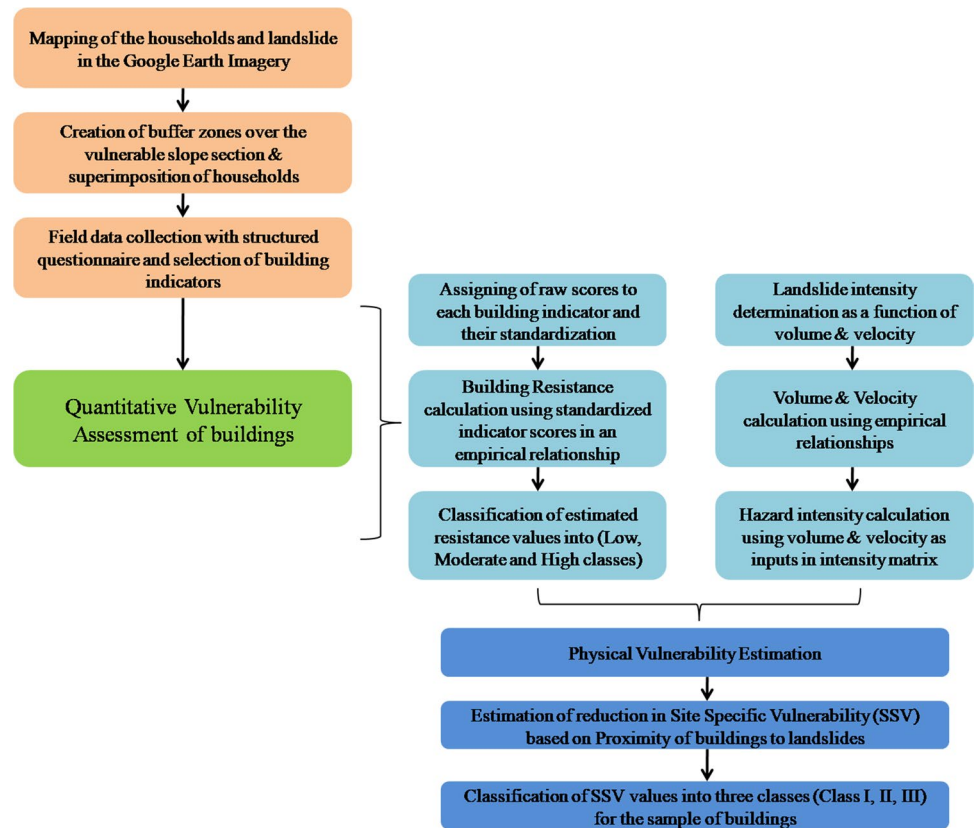 Mapping of the households and landslide
in the Google Earth Imagery
Creation of buffer zones over the
vulnerable slope section &
superimposition of households
Field data collection with structured
questionnaire and selection of building
indicators
Quantitative Vulnerability
Assessment of buildings
Assigning of raw scores to
each building indicator and
their standardization
Building Resistance
calculation using standardized
indicator scores in an
empirical relationship
Classification of estimated
resistance values into (Low,
Moderate and High classes)
Landslide intensity
determination as a function of
volume & velocity
Volume & Velocity
calculation using empirical
relationships
Hazard intensity calculation
using volume & velocity as
inputs in intensity matrix
Physical Vulnerability Estimation
Estimation of reduction in Site Specific Vulnerability (SSV)
based on Proximity of buildings to landslides
Classification of SSV values into three classes (Class I, II, III)
for the sample of buildings